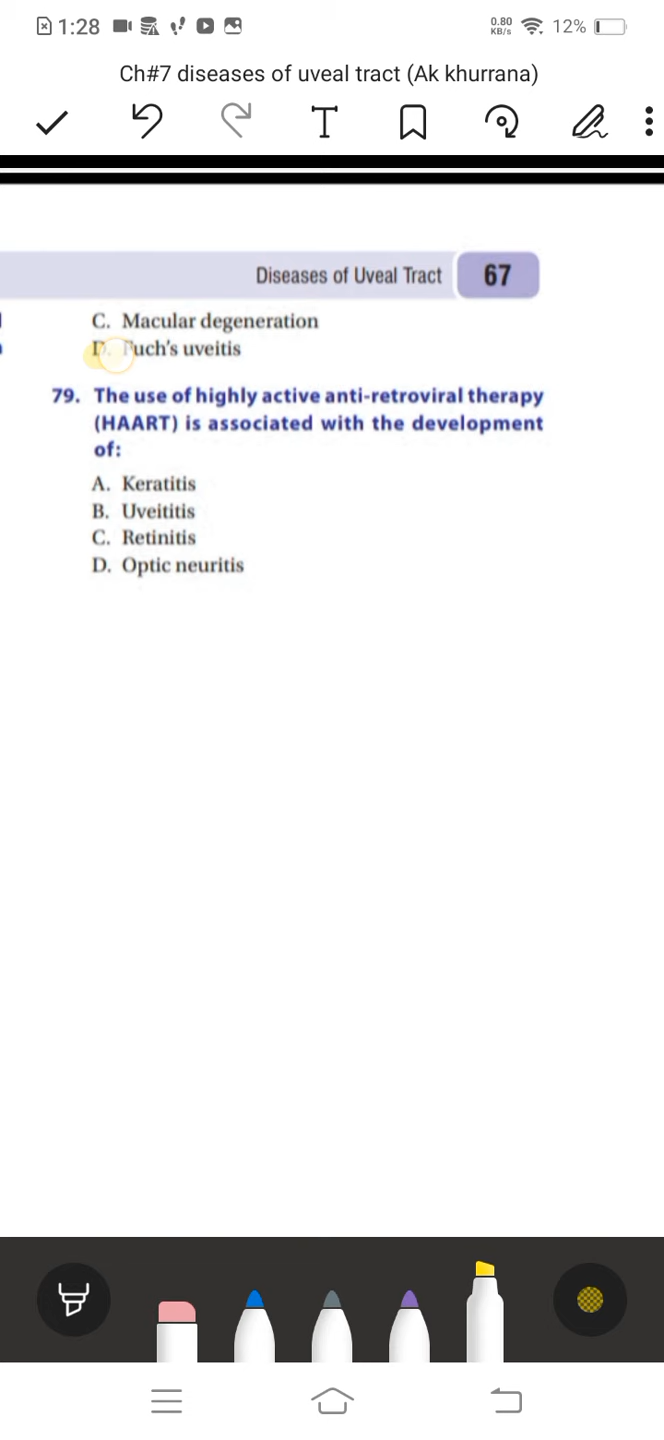 1:28
0.80
KB/s
12%
Ch#7 diseases of uveal tract (Ak khurrana)
T
Diseases of Uveal Tract 67
C. Macular degeneration
D. Fuch's uveitis
79. The use of highly active anti-retroviral therapy
(HAART) is associated with the development
of:
A. Keratitis
B. Uveititis
C. Retinitis
D. Optic neuritis